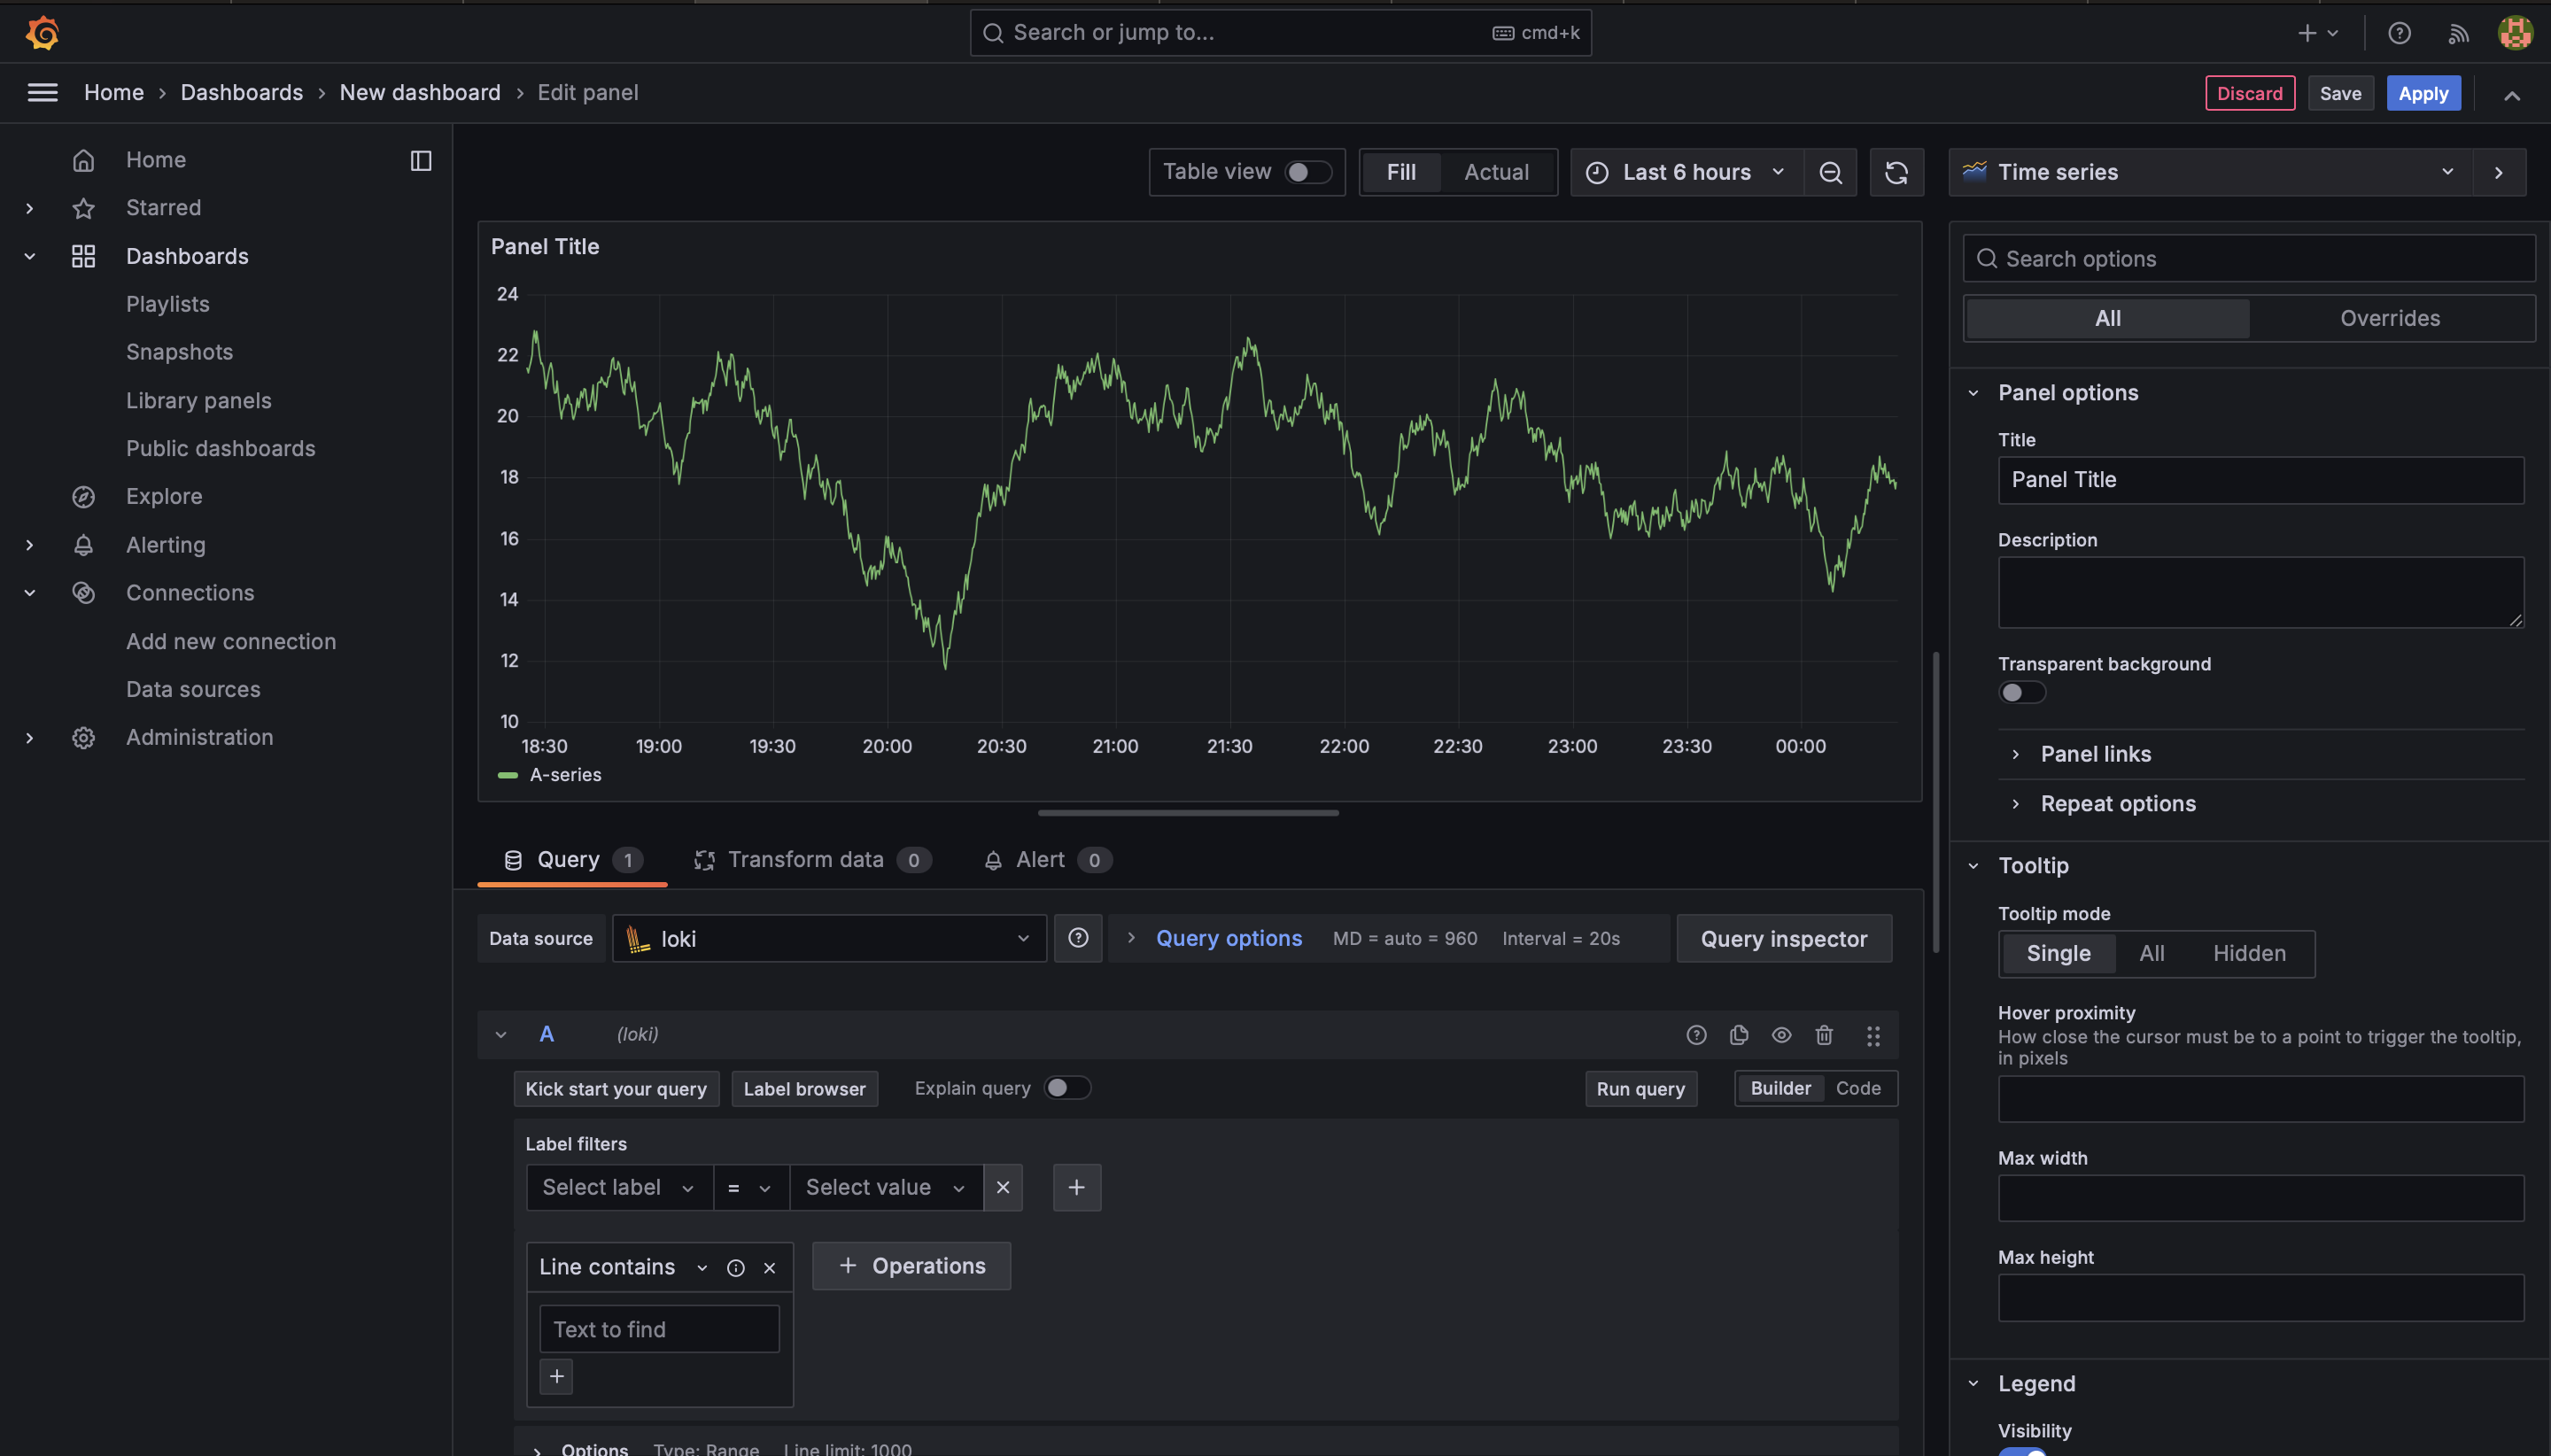 Search or jump to...
cmd+k
Home
Dashboards
New dashboard
Edit panel
Discard
Save
Apply
Home
Starred
Dashboards
Playlists
Snapshots
Library panels
Public dashboards
Explore
Alerting
Connections
Add new connection
Data sources
Administration
Table view
Fill
Actual
Last 6 hours
Time series
Panel Title
24
22
20
18
16
14
12
10
18:30
19:00
19:30
20:00
20:30
21:00
21:30
22:00
22:30
23:00
23:30
00:00
A-series
Query
1
Transform data
0
Alert
0
Data source
loki
Query options
MD = auto = 960
Interval = 20s
Query inspector
A
(loki)
Kick start your query
Label browser
Explain query
Run query
Builder
Code
Label filters
Select label
=
Select value
Line contains
Operations
Text to find
Options
Type: Range
Line limit: 1000
Search options
All
Overrides
Panel options
Title
Panel Title
Description
Transparent background
Panel links
Repeat options
Tooltip
Tooltip mode
Single
All
Hidden
Hover proximity
How close the cursor must be to a point to trigger the tooltip,
in pixels
Max width
Max height
Legend
Visibility